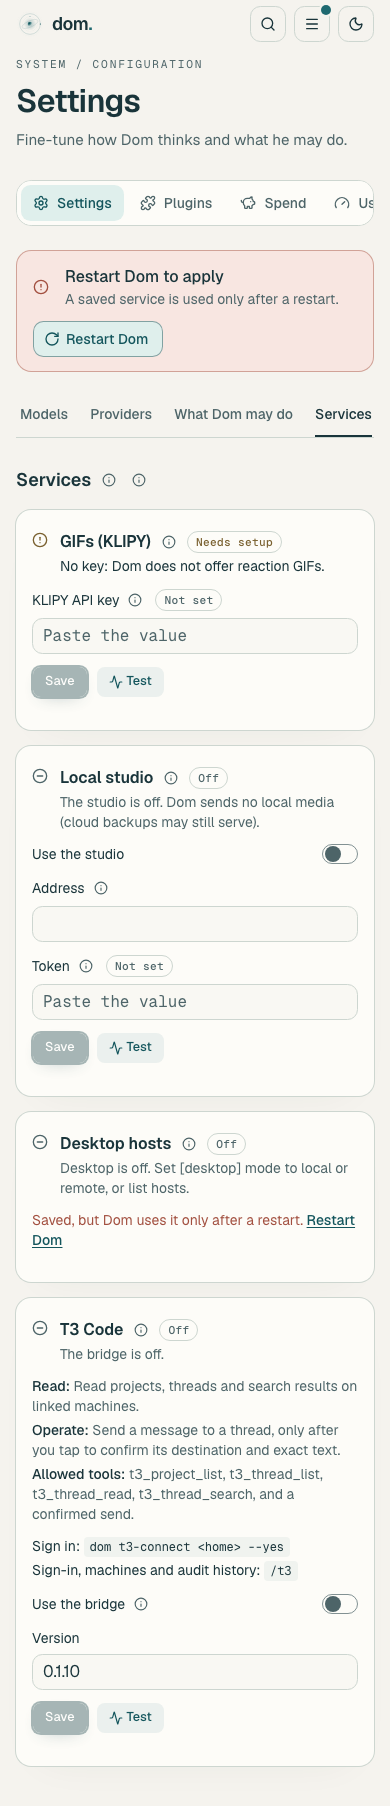 dom.
SYSTEM / CONFIGURATION
Settings
Fine-tune how Dom thinks and what he may do.
Settings Plugins Spend Us
Restart Dom to apply
A saved service is used only after a restart.
Restart Dom
Models Providers What Dom may do Services
Services
GIFs (KLIPY) Needs setup
No key: Dom does not offer reaction GIFs.
KLIPY API key Not set
Paste the value
Save Test
Local studio Off
The studio is off. Dom sends no local media
(cloud backups may still serve).
Use the studio
Address
Token Not set
Paste the value
Save Test
Desktop hosts Off
Desktop is off. Set [desktop] mode to local or
remote, or list hosts.
Saved, but Dom uses it only after a restart. Restart
Dom
T3 Code Off
The bridge is off.
Read: Read projects, threads and search results on
linked machines.
Operate: Send a message to a thread, only after
you tap to confirm its destination and exact text.
Allowed tools: t3_project_list, t3_thread_list,
t3_thread_read, t3_thread_search, and a
confirmed send.
Sign in: dom t3-connect <home> --yes
Sign-in, machines and audit history: /t3
Use the bridge
Version
0.1.10
Save Test